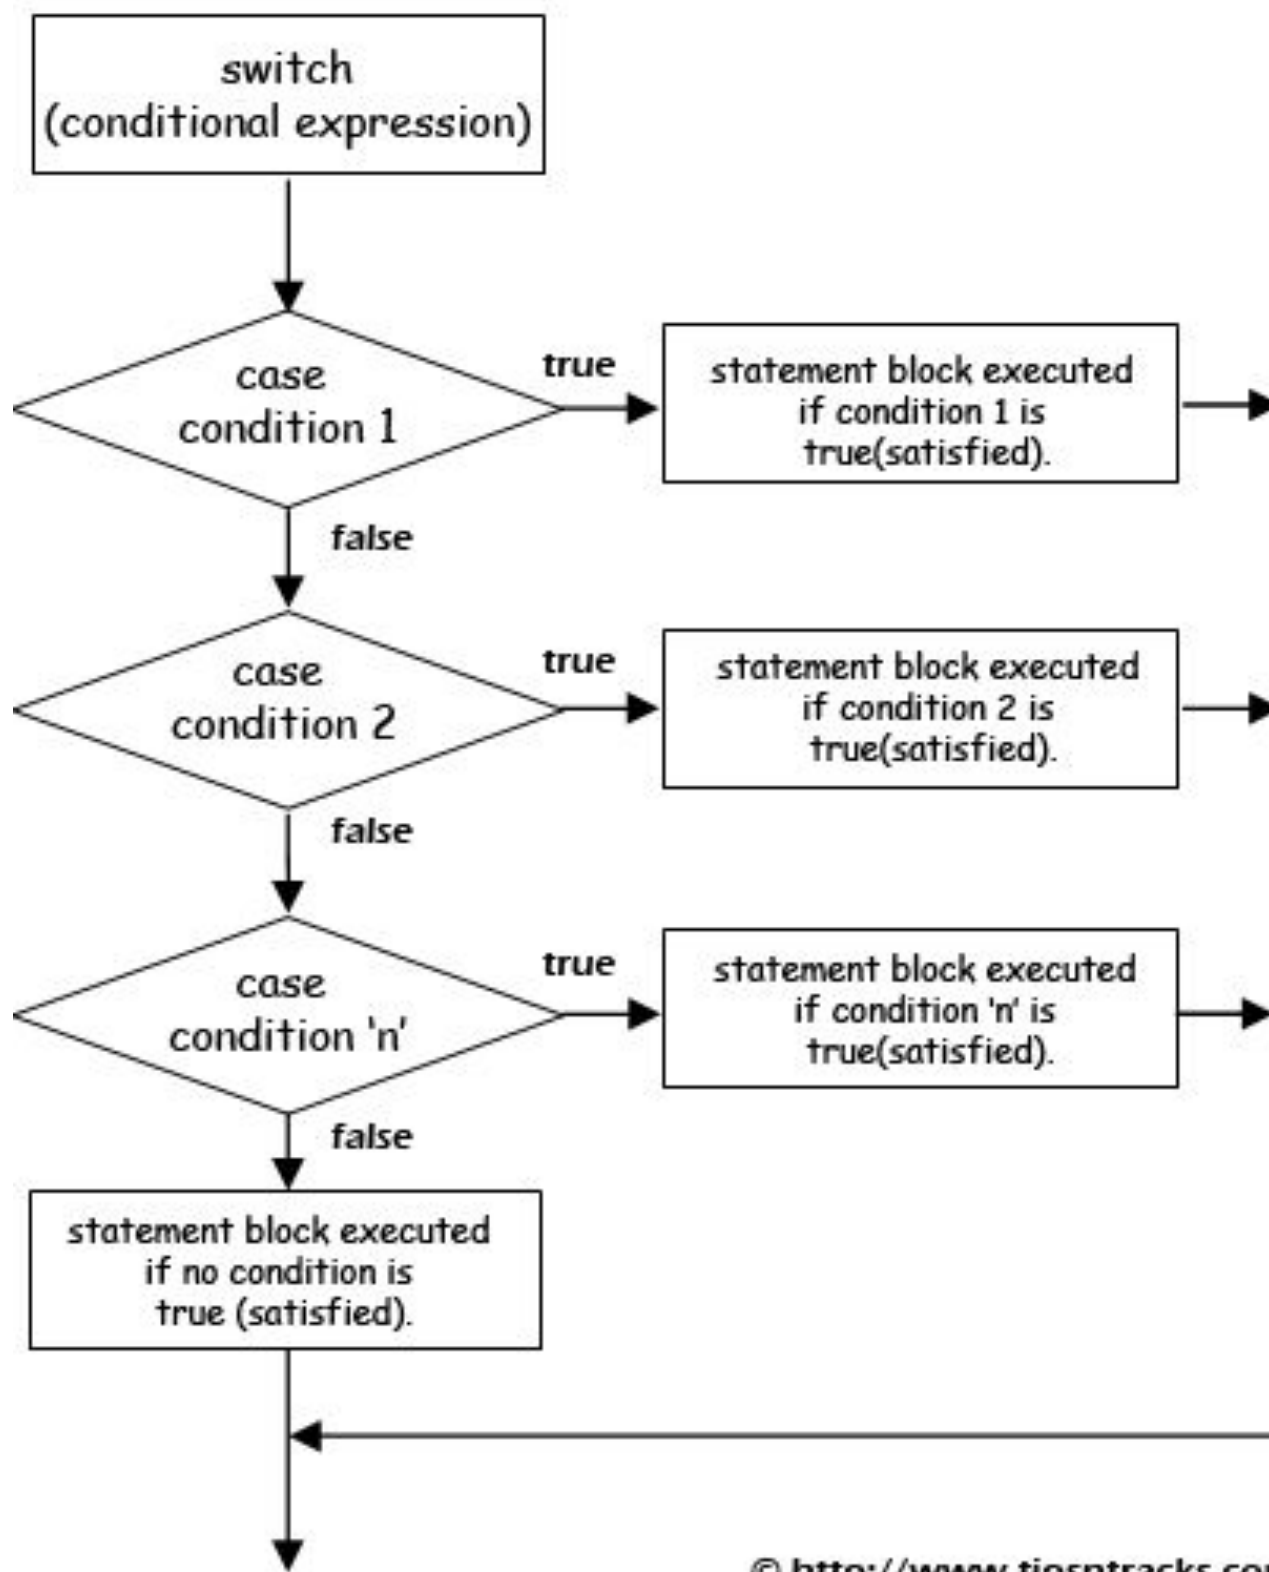 switch
(conditional expression)
case
condition 1
true
statement block executed
if condition 1 is
true(satisfied).
false
case
condition 2
true
statement block executed
if condition 2 is
true(satisfied).
false
case
condition 'n'
true
statement block executed
if condition 'n' is
true(satisfied).
false
statement block executed
if no condition is
true (satisfied).
© http://www.